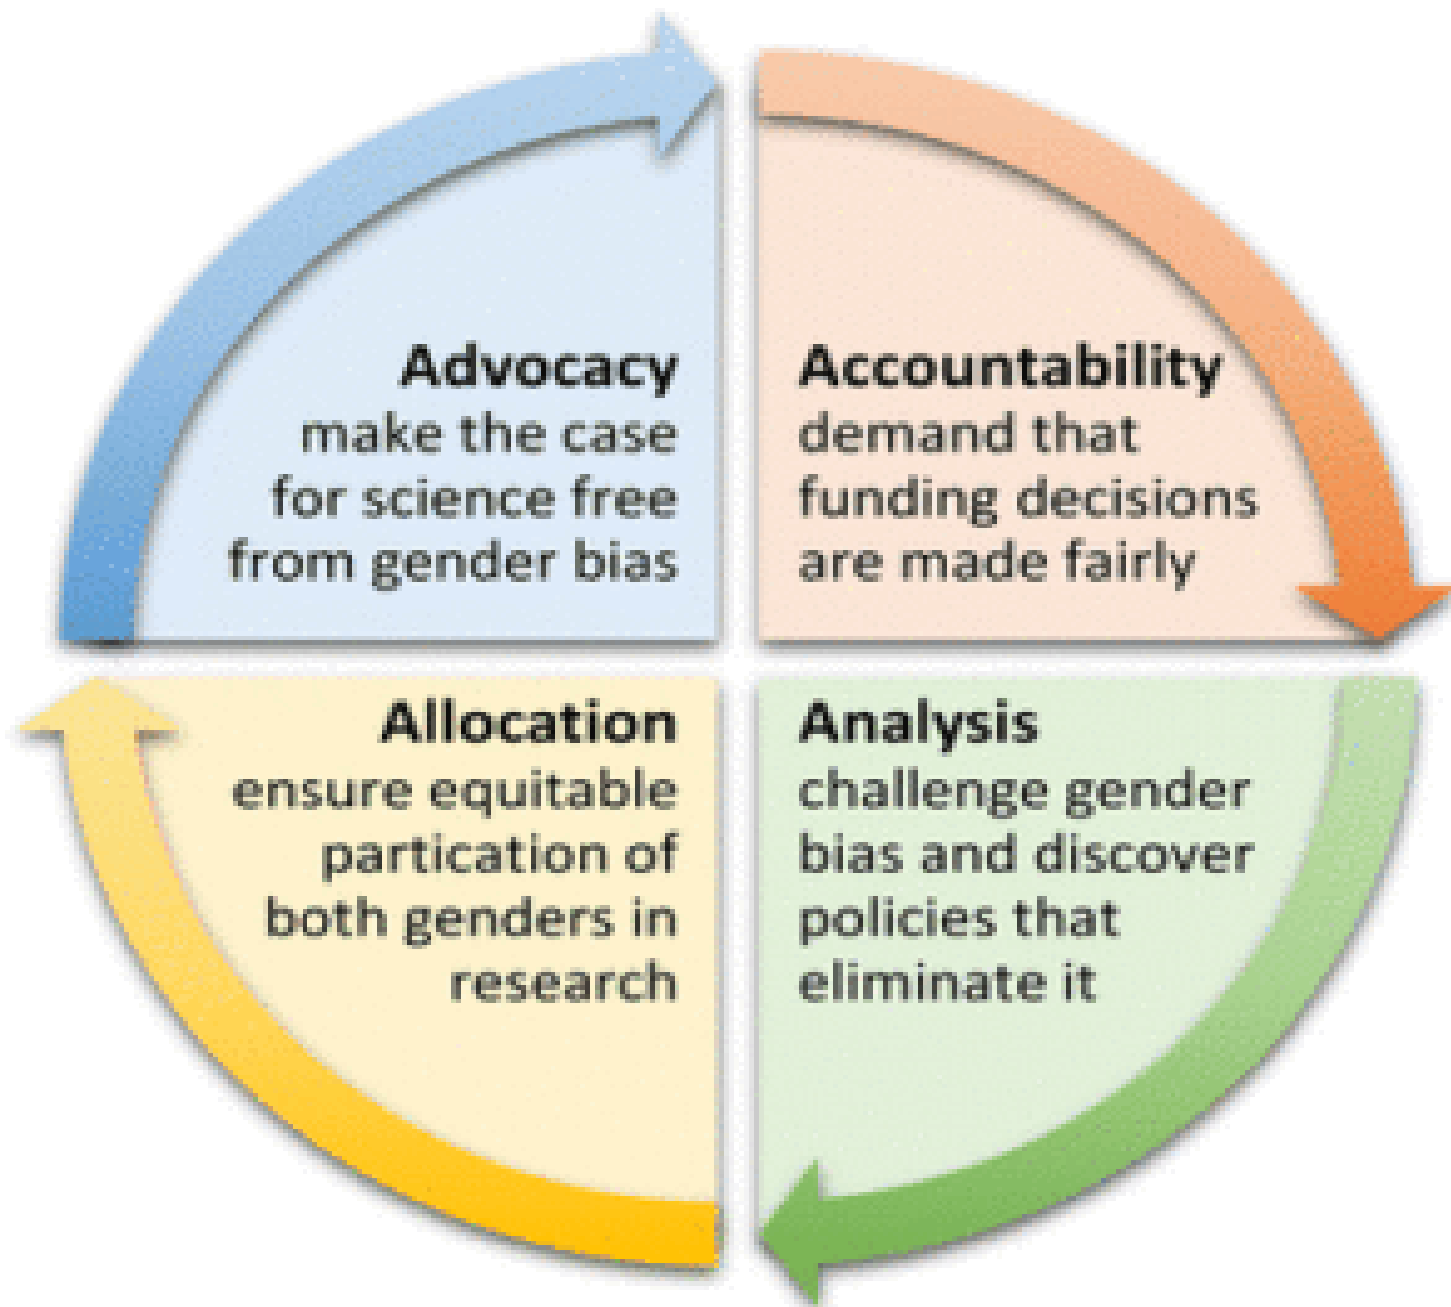 Advocacy
make the case
for science free
from gender bias
Accountability
demand that
funding decisions
are made fairly
Allocation
ensure equitable
partication of
both genders in
research
Analysis
challenge gender
bias and discover
policies that
eliminate it